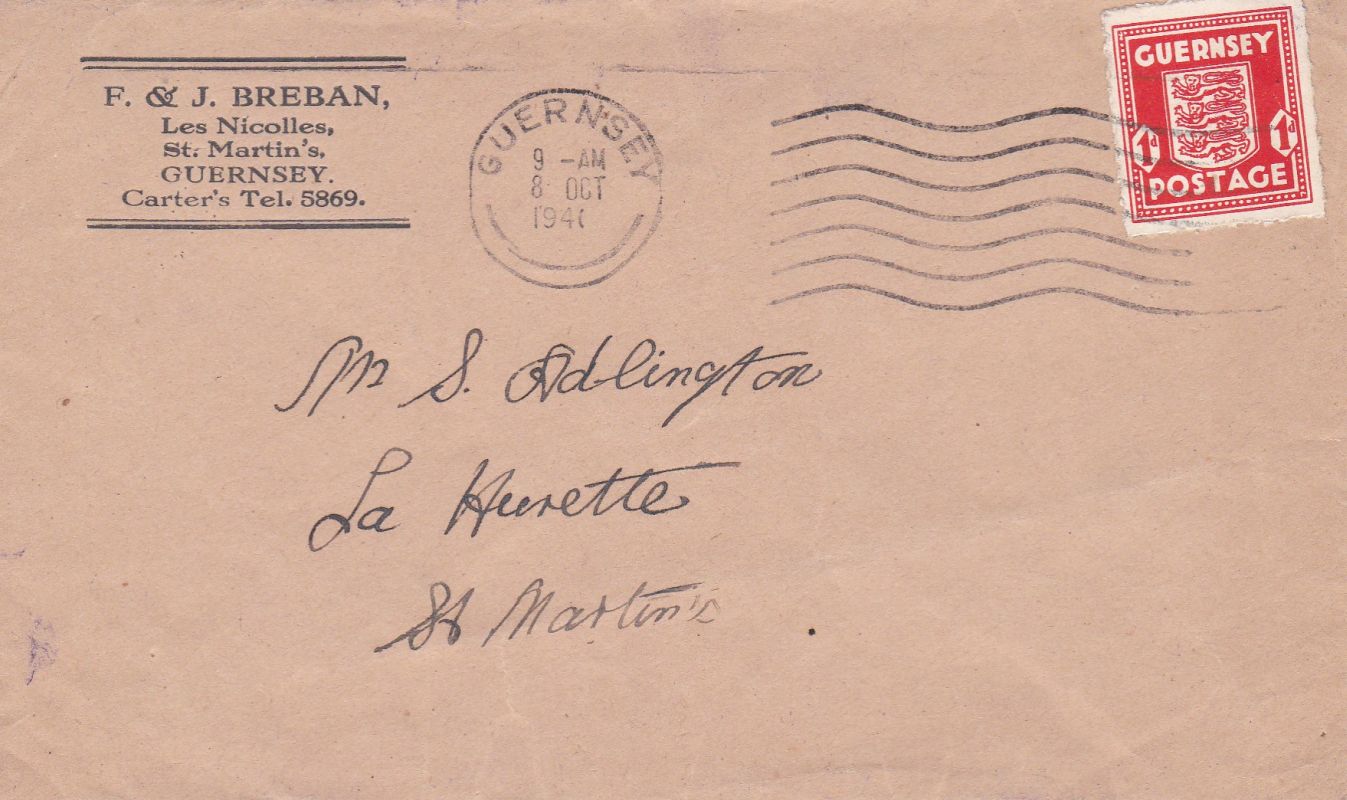 F. & J. BREBAN,
Les Nicolles,
St. Martin's,
GUERNSEY.
Carter's Tel. 5869.
GUERNSEY
9 - AM
8 OCT
GUERNSEY
1d 1d
POSTAGE
Mr S. Adlington
La Hurette
St Martin's